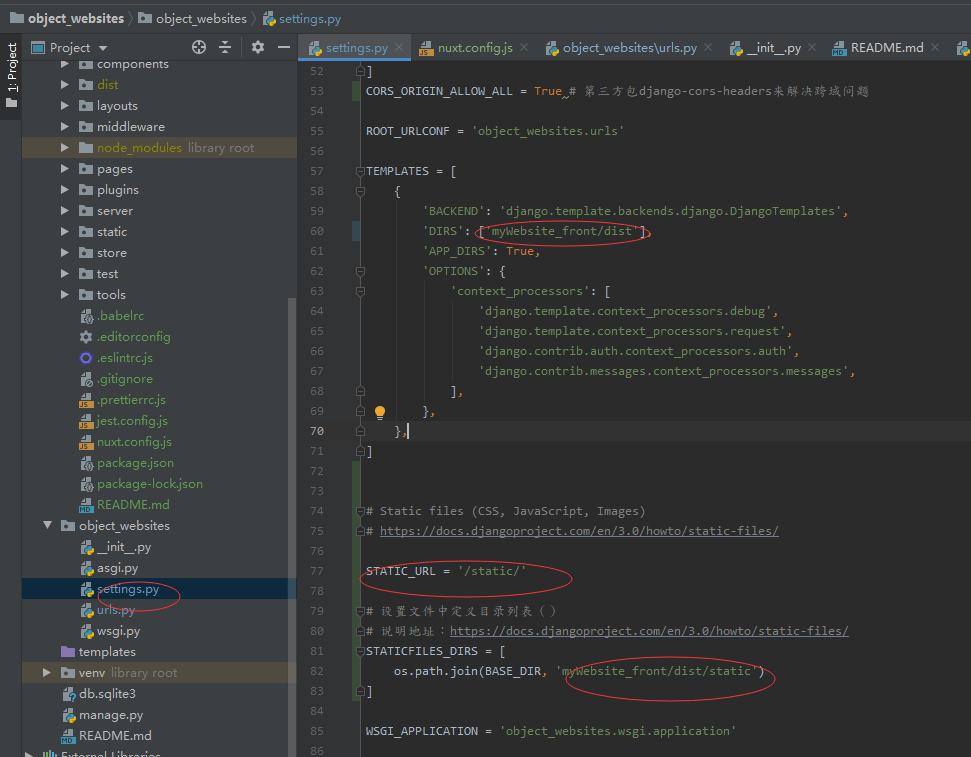 object_websites object_websites settings.py
1: Project
Project
settings.py nuxt.config.js object_websites\urls.py __init__.py README.md
components
dist
layouts
middleware
node_modules library root
pages
plugins
server
static
store
test
tools
.babelrc
.editorconfig
.eslintrc.js
.gitignore
.prettierrc.js
jest.config.js
nuxt.config.js
package.json
package-lock.json
README.md
object_websites
__init__.py
asgi.py
settings.py
urls.py
wsgi.py
templates
venv library root
db.sqlite3
manage.py
README.md
External Libraries
52 ]
53 CORS_ORIGIN_ALLOW_ALL = True # 第三方包django-cors-headers来解决跨域问题
54
55 ROOT_URLCONF = 'object_websites.urls'
56
57 TEMPLATES = [
58 {
59 'BACKEND': 'django.template.backends.django.DjangoTemplates',
60 'DIRS': ['myWebsite_front/dist'],
61 'APP_DIRS': True,
62 'OPTIONS': {
63 'context_processors': [
64 'django.template.context_processors.debug',
65 'django.template.context_processors.request',
66 'django.contrib.auth.context_processors.auth',
67 'django.contrib.messages.context_processors.messages',
68 ],
69 },
70 },
71 ]
72
73
74 # Static files (CSS, JavaScript, Images)
75 # https://docs.djangoproject.com/en/3.0/howto/static-files/
76
77 STATIC_URL = '/static/'
78
79 # 设置文件中定义目录列表（）
80 # 说明地址：https://docs.djangoproject.com/en/3.0/howto/static-files/
81 STATICFILES_DIRS = [
82 os.path.join(BASE_DIR, 'myWebsite_front/dist/static')
83 ]
84
85 WSGI_APPLICATION = 'object_websites.wsgi.application'
86